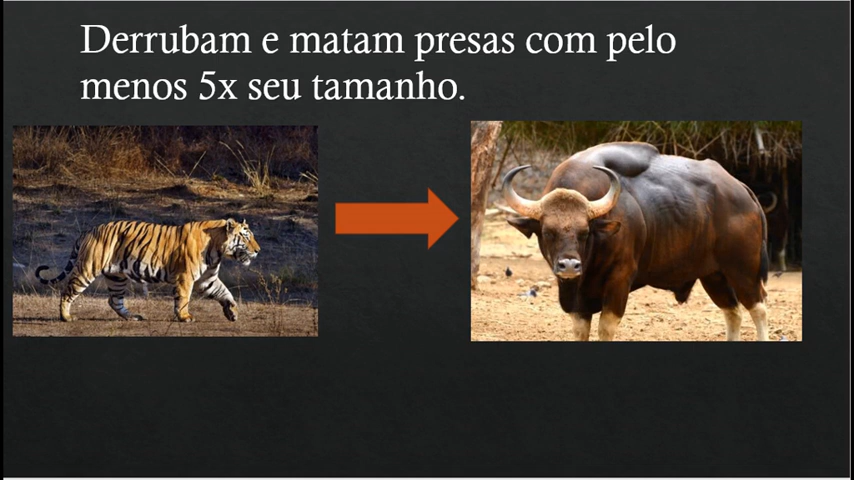 Derrubam e matam presas com pelo
menos 5x seu tamanho.